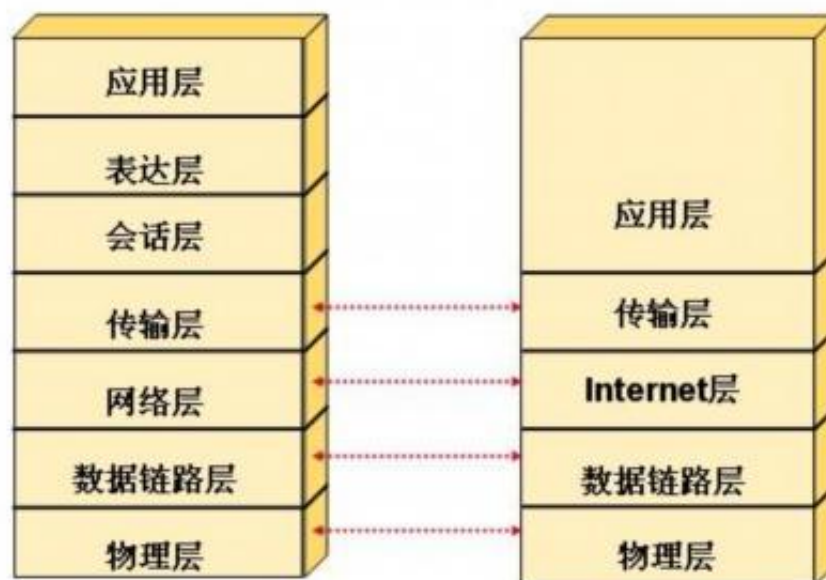 应用层
表达层
会话层
传输层
网络层
数据链路层
物理层
应用层
传输层
Internet层
数据链路层
物理层